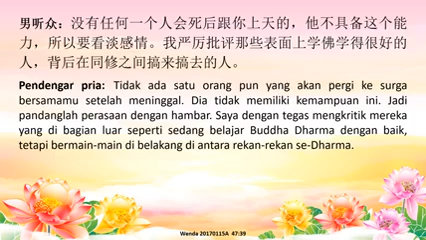 男听众：没有任何一个人会死后跟你上天的，他不具备这个能
力，所以要看淡感情。我严厉批评那些表面上学佛学得很好的
人，背后在同修之间搞来搞去的人。
Pendengar pria: Tidak ada satu orang pun yang akan pergi ke surga
bersamamu setelah meninggal. Dia tidak memiliki kemampuan ini. Jadi
pandanglah perasaan dengan hambar. Saya dengan tegas mengkritik mereka
yang di bagian luar seperti sedang belajar Buddha Dharma dengan baik,
tetapi bermain-main di belakang di antara rekan-rekan se-Dharma.
Wenda 20170115A 47:39